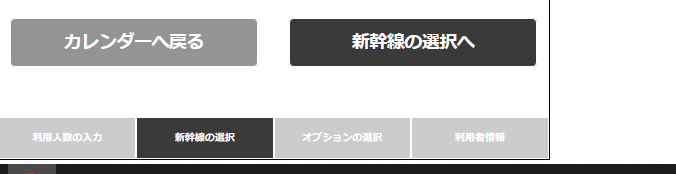 カレンダーへ戻る
新幹線の選択へ
利用人数の入力
新幹線の選択
オプションの選択
利用者情報